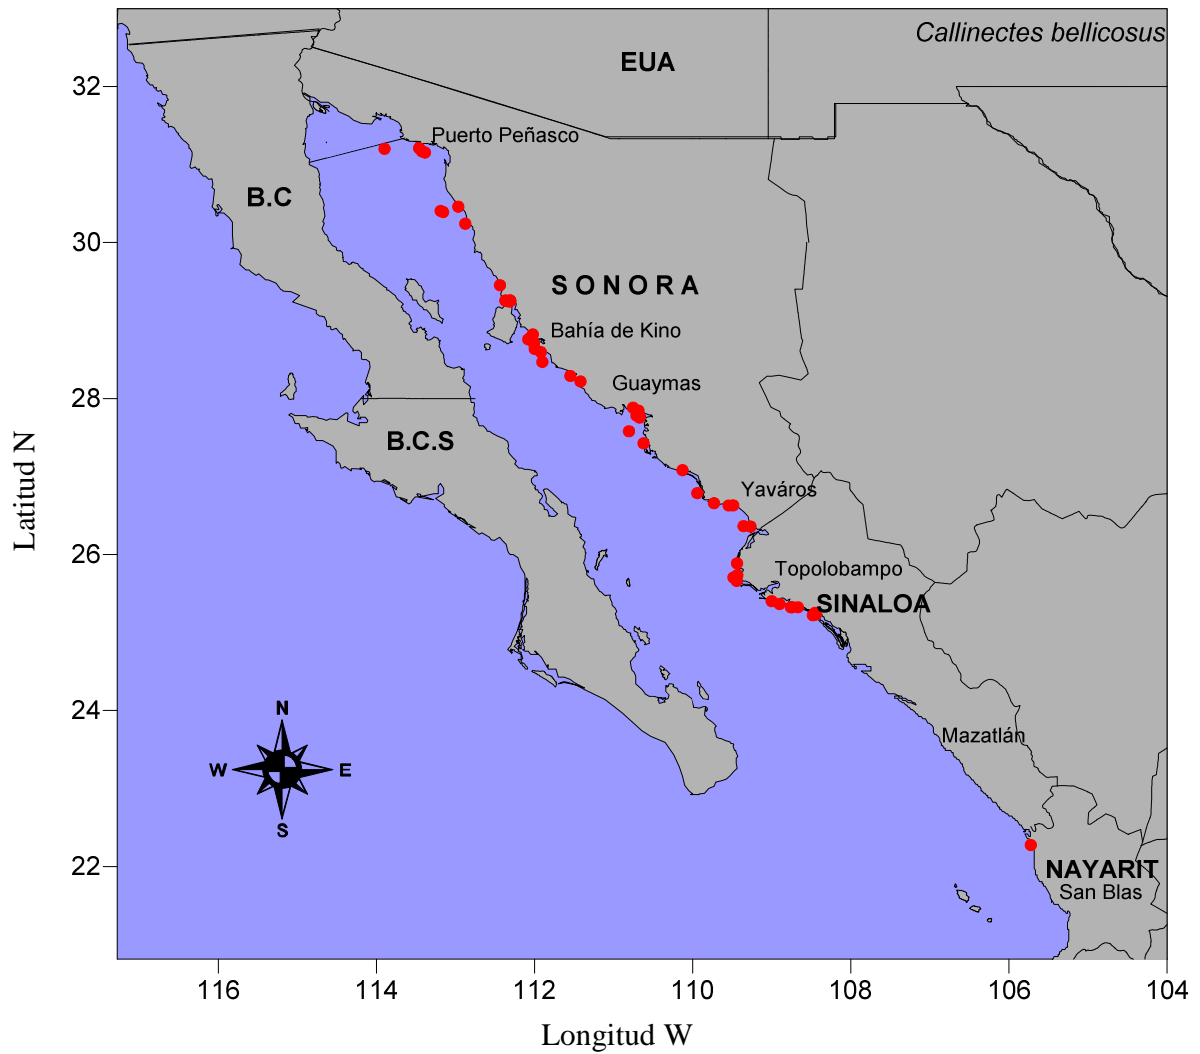 Callinectes bellicosus
EUA
32
Puerto Peñasco
B.C
30
S O N O R A
Bahía de Kino
Guaymas
28
B.C.S
Latitud N
Yaváros
26
Topolobampo
SINALOA
24
N
Mazatlán
W
E
S
22
NAYARIT
San Blas
116
114
112
110
108
106
104
Longitud W